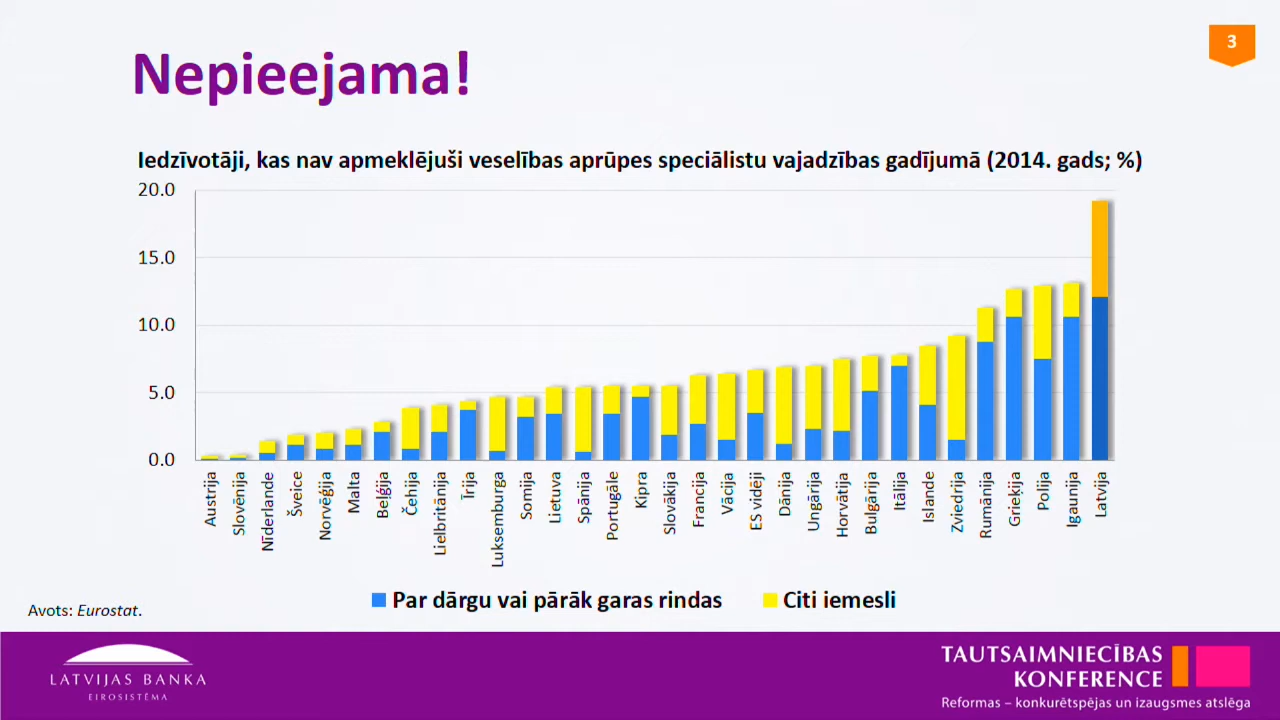 3
Nepieejama!
Iedzīvotāji, kas nav apmeklējuši veselības aprūpes speciālistu vajadzības gadījumā (2014. gads; %)
20.0
15.0
10.0
5.0
0.0
Austrija
Slovēnija
Nīderlande
Šveice
Norvēģija
Malta
Beļģija
Čehija
Lielbritānija
Īrija
Luksemburga
Somija
Lietuva
Spānija
Portugāle
Kipra
Slovākija
Francija
Vācija
ES vidēji
Dānija
Ungārija
Horvātija
Bulgārija
Itālija
Islande
Zviedrija
Rumānija
Grieķija
Polija
Igaunija
Latvija
Par dārgu vai pārāk garas rindas
Citi iemesli
Avots: Eurostat.
LATVIJAS BANKA
EIROSISTĒMA
TAUTSAIMNIECĪBAS
KONFERENCE
Reformas – konkurētspējas un izaugsmes atslēga